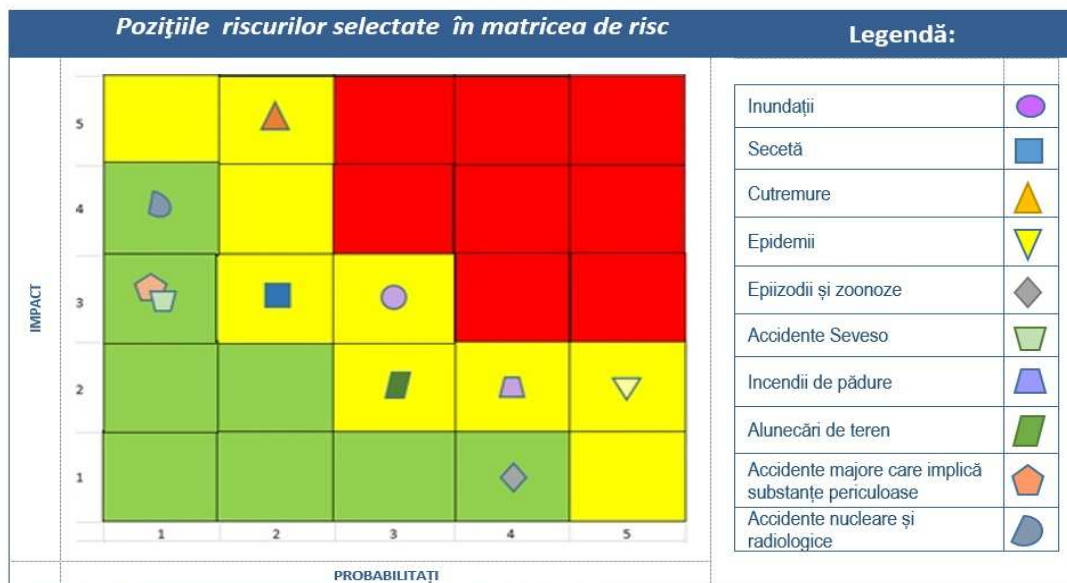 Poziţiile riscurilor selectate în matricea de risc
Legendă:
IMPACT
5
4
3
2
1
1 2 3 4 5
PROBABILITAȚI
Inundații
Secetă
Cutremure
Epidemii
Epiizodii și zoonoze
Accidente Seveso
Incendii de pădure
Alunecări de teren
Accidente majore care implică
substanțe periculoase
Accidente nucleare și
radiologice